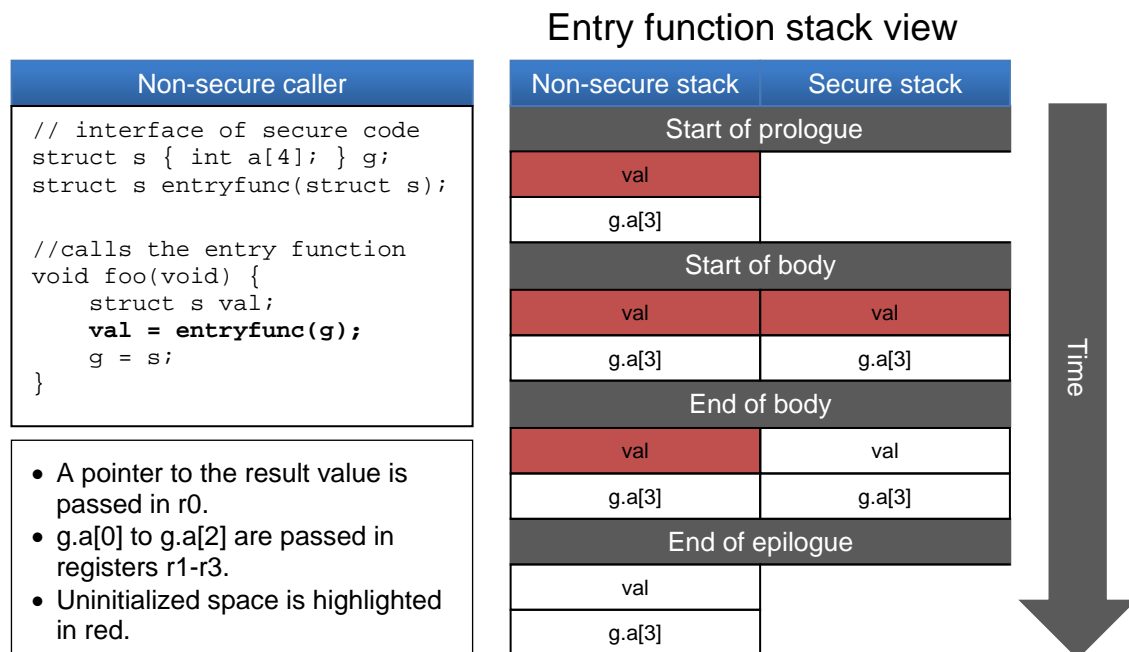 Entry function stack view
Non-secure caller
// interface of secure code
struct s { int a[4]; } g;
struct s entryfunc(struct s);
//calls the entry function
void foo(void) {
    struct s val;
    val = entryfunc(g);
    g = s;
}
• A pointer to the result value is
passed in r0.
• g.a[0] to g.a[2] are passed in
registers r1-r3.
• Uninitialized space is highlighted
in red.
Non-secure stack Secure stack
Start of prologue
val
g.a[3]
Start of body
val val
g.a[3] g.a[3]
End of body
val val
g.a[3] g.a[3]
End of epilogue
val
g.a[3]
Time